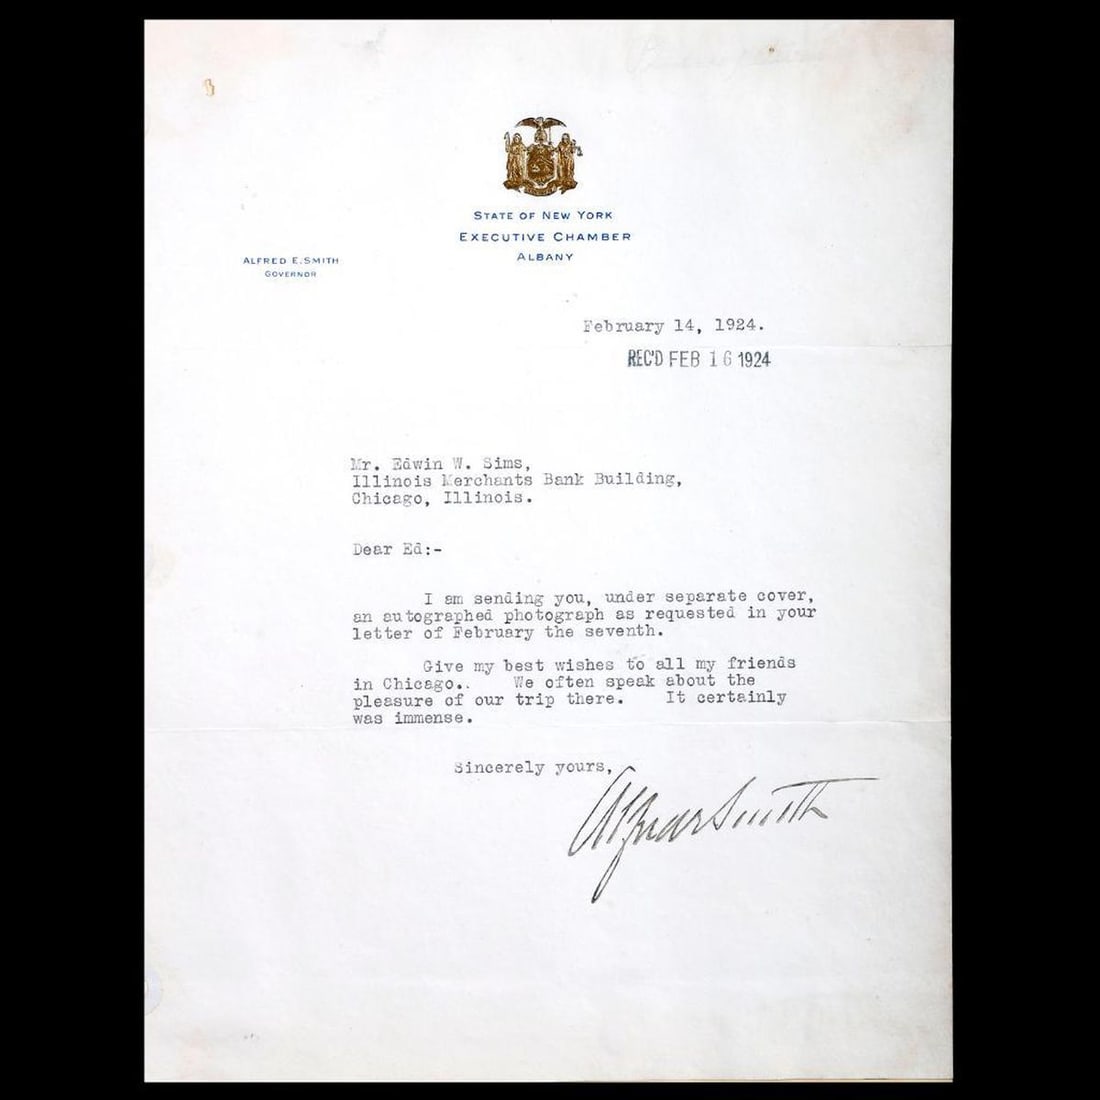 STATE OF NEW YORK
EXECUTIVE CHAMBER
ALBANY
ALFRED E. SMITH
GOVERNOR
February 14, 1924.
REC'D FEB 16 1924
Mr. Edwin W. Sims,
Illinois Merchants Bank Building,
Chicago, Illinois.
Dear Ed:-
I am sending you, under separate cover,
an autographed photograph as requested in your
letter of February the seventh.
Give my best wishes to all my friends
in Chicago.. We often speak about the
pleasure of our trip there. It certainly
was immense.
Sincerely yours,
Alfred E Smith